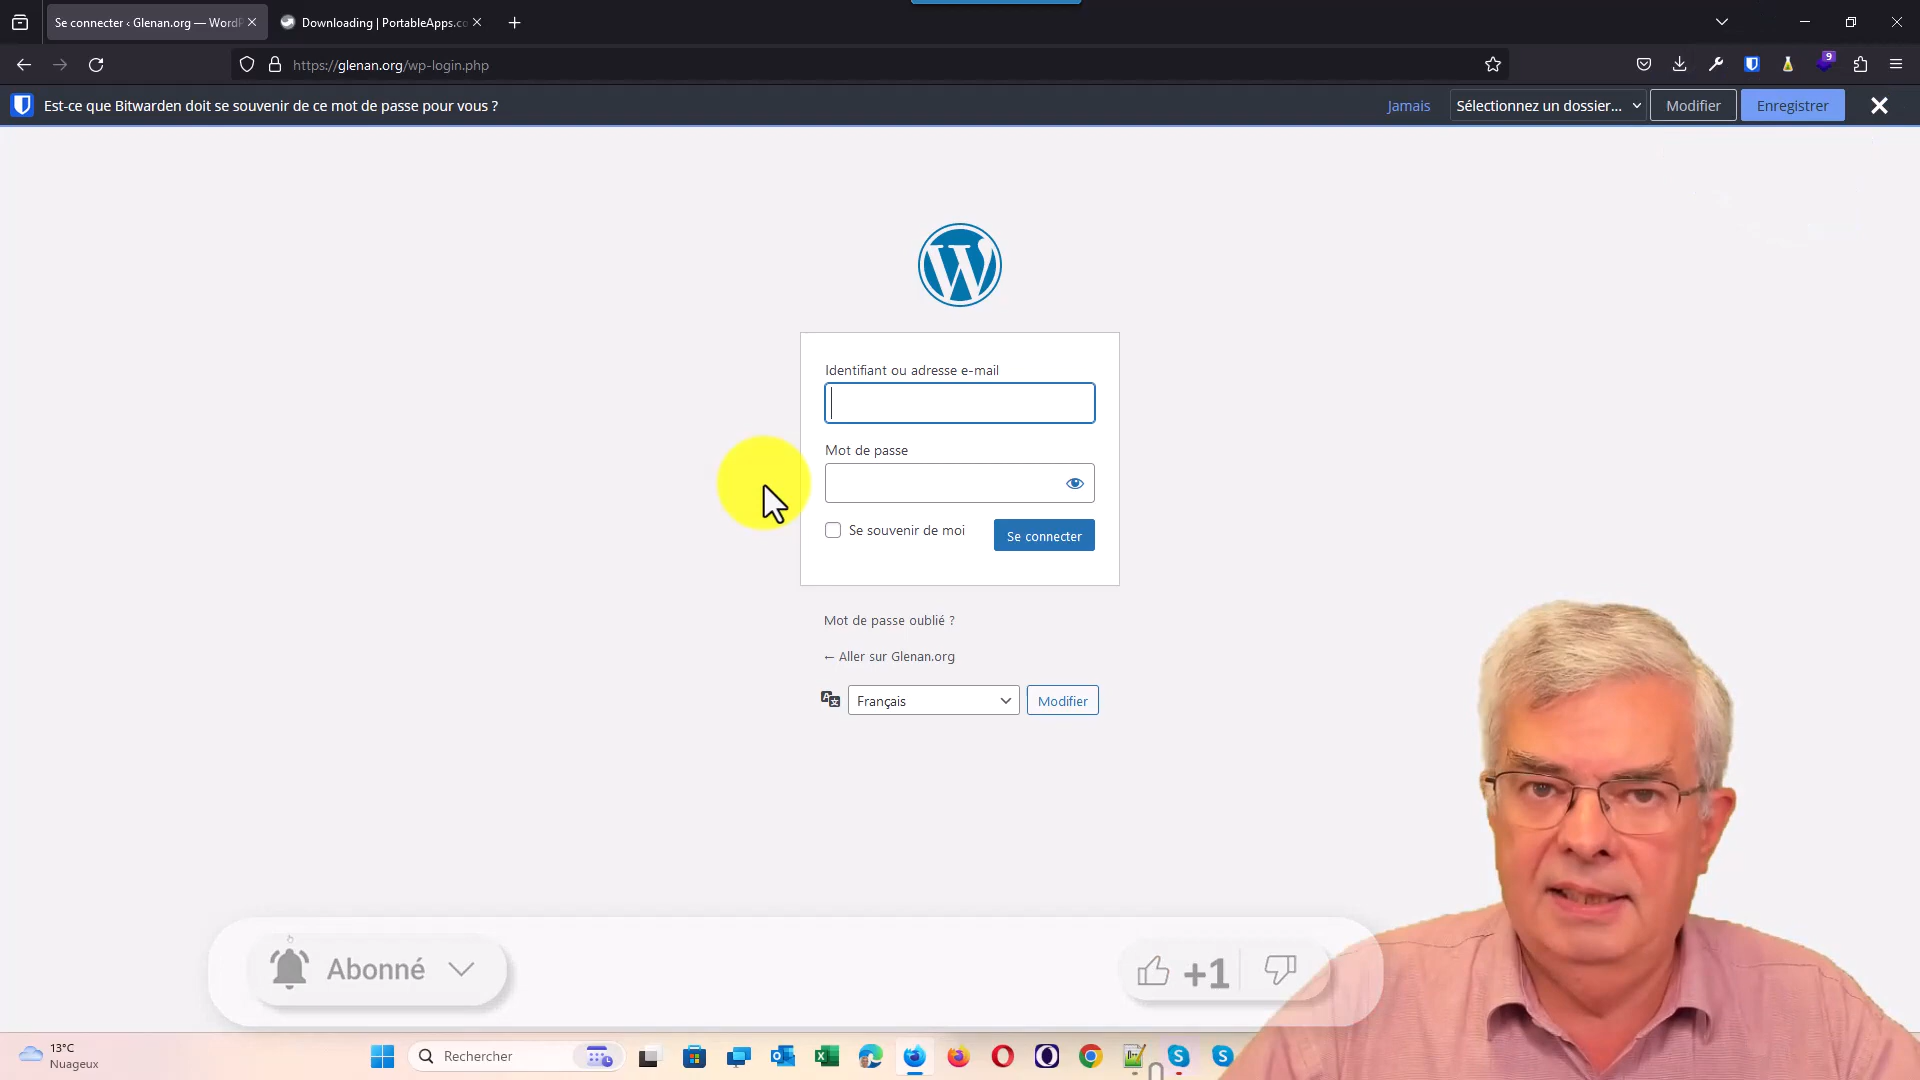 Se connecter ‹ Glenan.org — WordP
Downloading | PortableApps.co
https://glenan.org/wp-login.php
9
Est-ce que Bitwarden doit se souvenir de ce mot de passe pour vous ?
Jamais
Sélectionnez un dossier...
Modifier
Enregistrer
Identifiant ou adresse e-mail
Mot de passe
Se souvenir de moi
Se connecter
Mot de passe oublié ?
← Aller sur Glenan.org
Français
Modifier
Abonné
+1
13°C
Nuageux
Rechercher